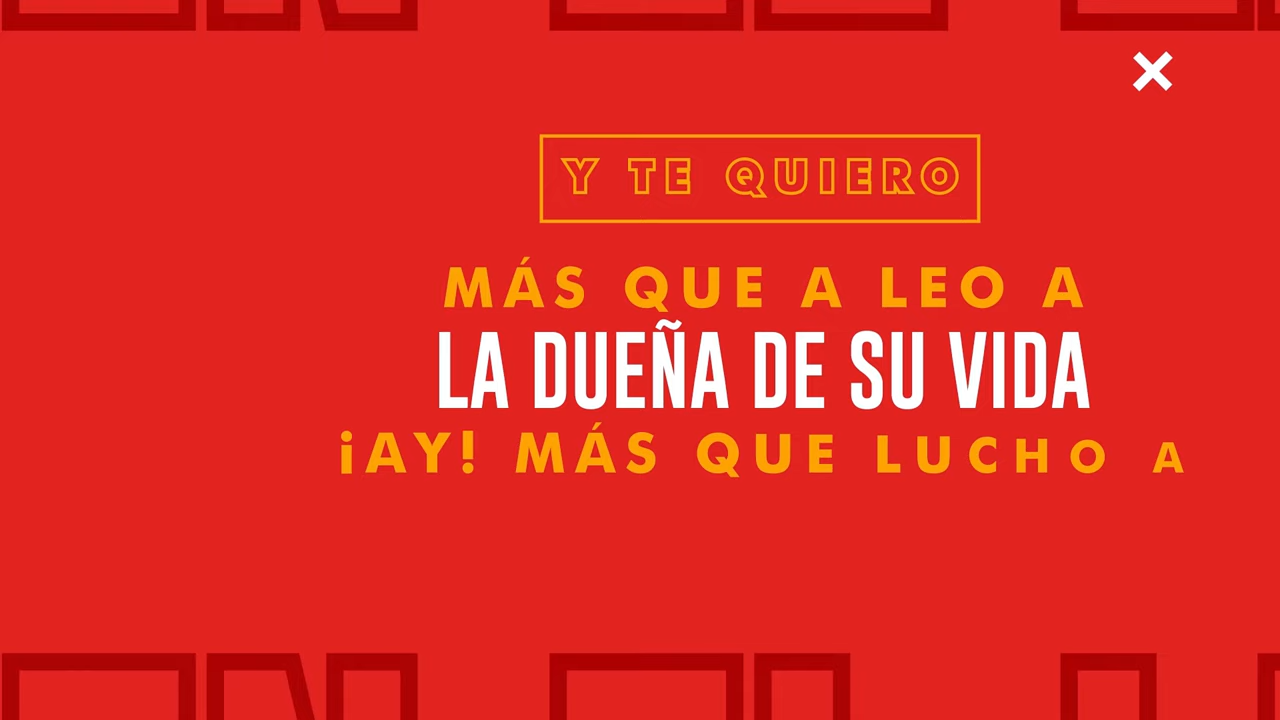 Y TE QUIERO
MÁS QUE A LEO A
LA DUEÑA DE SU VIDA
¡AY! MÁS QUE LUCHO A